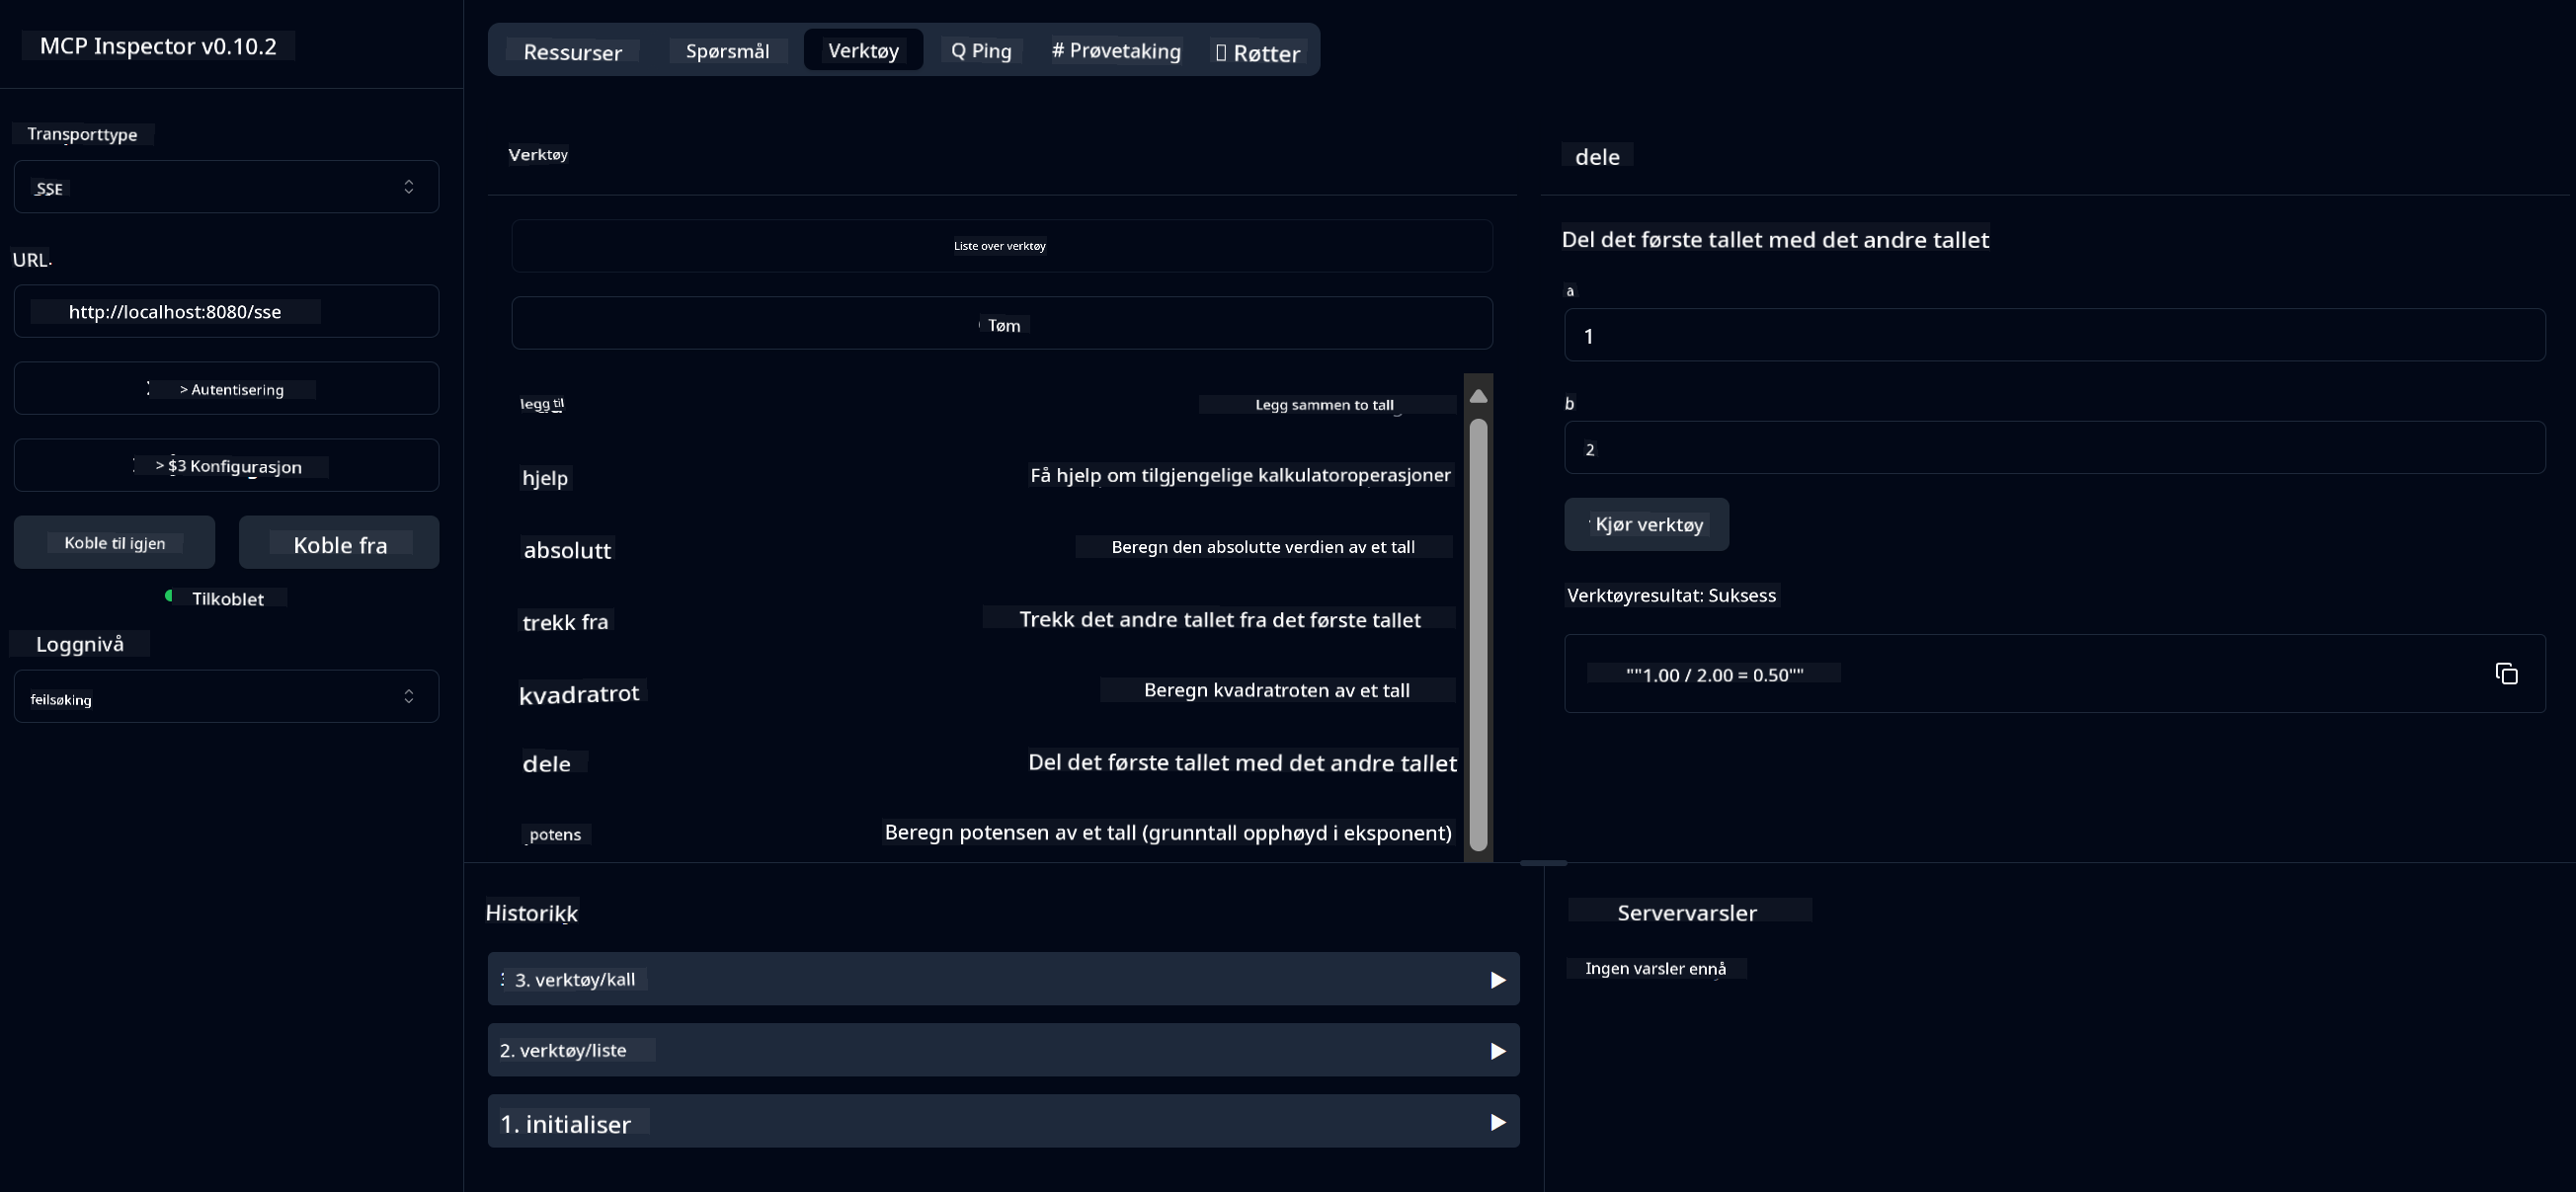 MCP Inspector v0.10.2
Transporttype
SSE
URL
http://localhost:8080/sse
> Autentisering
> $3 Konfigurasjon
Koble til igjen
Koble fra
Tilkoblet
Loggnivå
feilsøking
Ressurser
Spørsmål
Verktøy
Q Ping
# Prøvetaking
Røtter
Verktøy
Liste over verktøy
Tøm
legg til
Legg sammen to tall
hjelp
Få hjelp om tilgjengelige kalkulatoroperasjoner
absolutt
Beregn den absolutte verdien av et tall
trekk fra
Trekk det andre tallet fra det første tallet
kvadratrot
Beregn kvadratroten av et tall
dele
Del det første tallet med det andre tallet
potens
Beregn potensen av et tall (grunntall opphøyd i eksponent)
dele
Del det første tallet med det andre tallet
a
1
b
2
Kjør verktøy
Verktøyresultat: Suksess
""1.00 / 2.00 = 0.50""
Historikk
3. verktøy/kall
2. verktøy/liste
1. initialiser
Servervarsler
Ingen varsler ennå